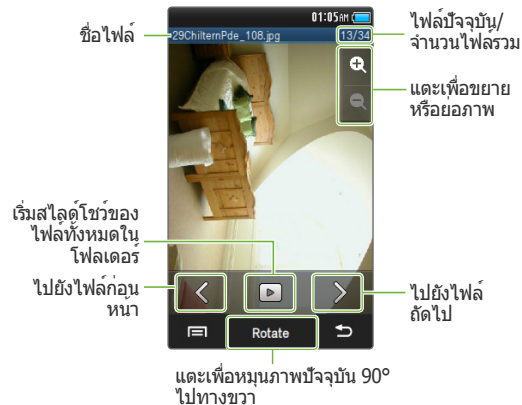 01:05AM
ชื่อไฟล์
29ChilternPde_108.jpg
13/34
ไฟล์ปัจจุบัน/
จำนวนไฟล์รวม
แตะเพื่อขยาย
หรือย่อภาพ
เริ่มสไลด์โชว์ของ
ไฟล์ทั้งหมดใน
โฟลเดอร์
ไปยังไฟล์ก่อน
หน้า
ไปยังไฟล์
ถัดไป
Rotate
แตะเพื่อหมุนภาพปัจจุบัน 90°
ไปทางขวา